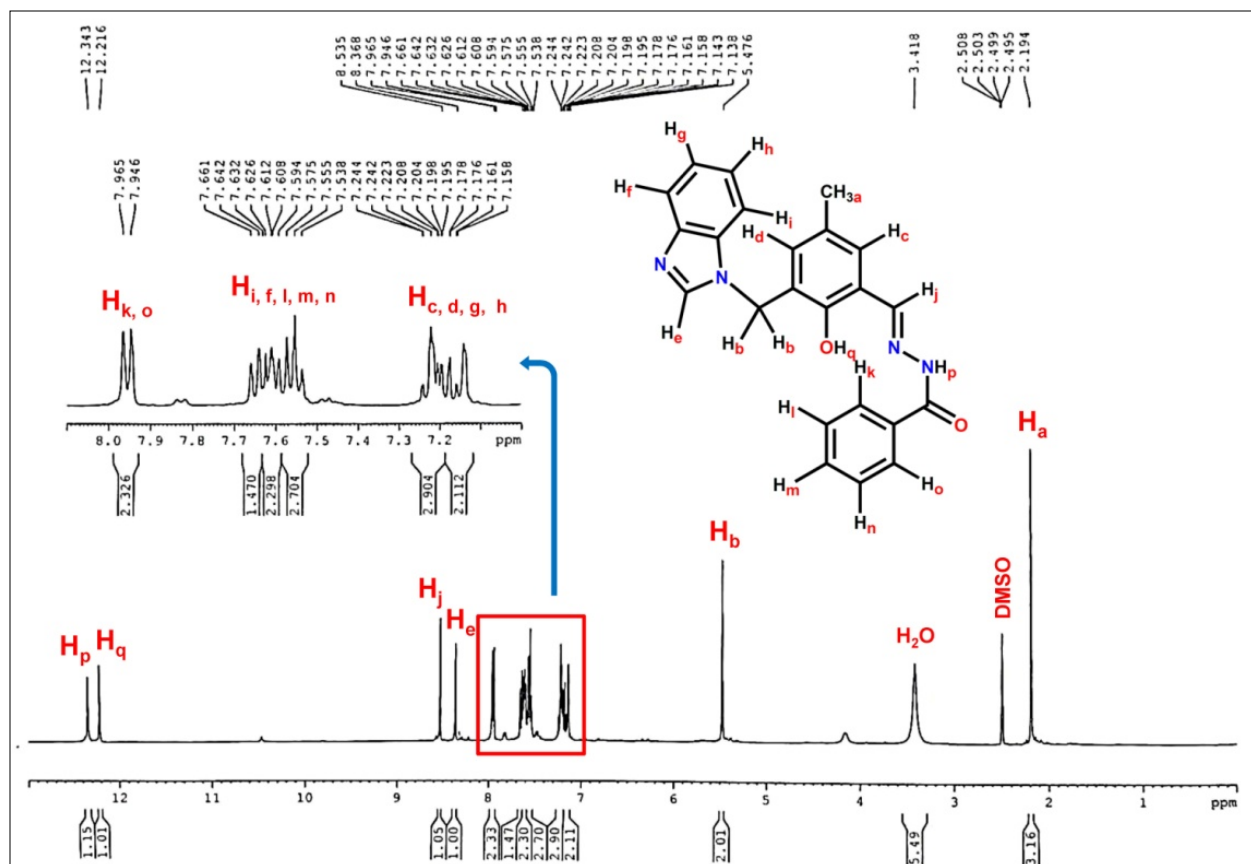 12.343
12.216
8.535
8.368
7.965
7.946
7.661
7.642
7.632
7.626
7.612
7.608
7.594
7.575
7.555
7.538
7.244
7.242
7.223
7.208
7.204
7.198
7.195
7.178
7.176
7.161
7.158
7.143
7.138
5.476
3.418
2.508
2.503
2.499
2.495
2.194
7.965
7.946
7.661
7.642
7.632
7.626
7.612
7.608
7.594
7.575
7.555
7.538
7.244
7.242
7.223
7.208
7.204
7.198
7.195
7.178
7.176
7.161
7.158
Hk, o
Hi, f, l, m, n
Hc, d, g, h
8.0 7.9 7.8 7.7 7.6 7.5 7.4 7.3 7.2 ppm
2.326
1.470
2.298
2.704
2.904
2.112
Hg
Hh
Hf
Hi
CH3a
Hd
Hc
N
N
Hj
He
Hb
Hb
OHq
N
NHp
Hk
Hl
O
Hm
Ho
Hn
Hp
Hq
Hj
He
Hb
H2O
DMSO
Ha
12 11 10 9 8 7 6 5 4 3 2 1 ppm
1.15
1.01
1.05
1.00
2.33
1.47
2.30
2.70
2.90
2.11
2.01
5.49
3.16